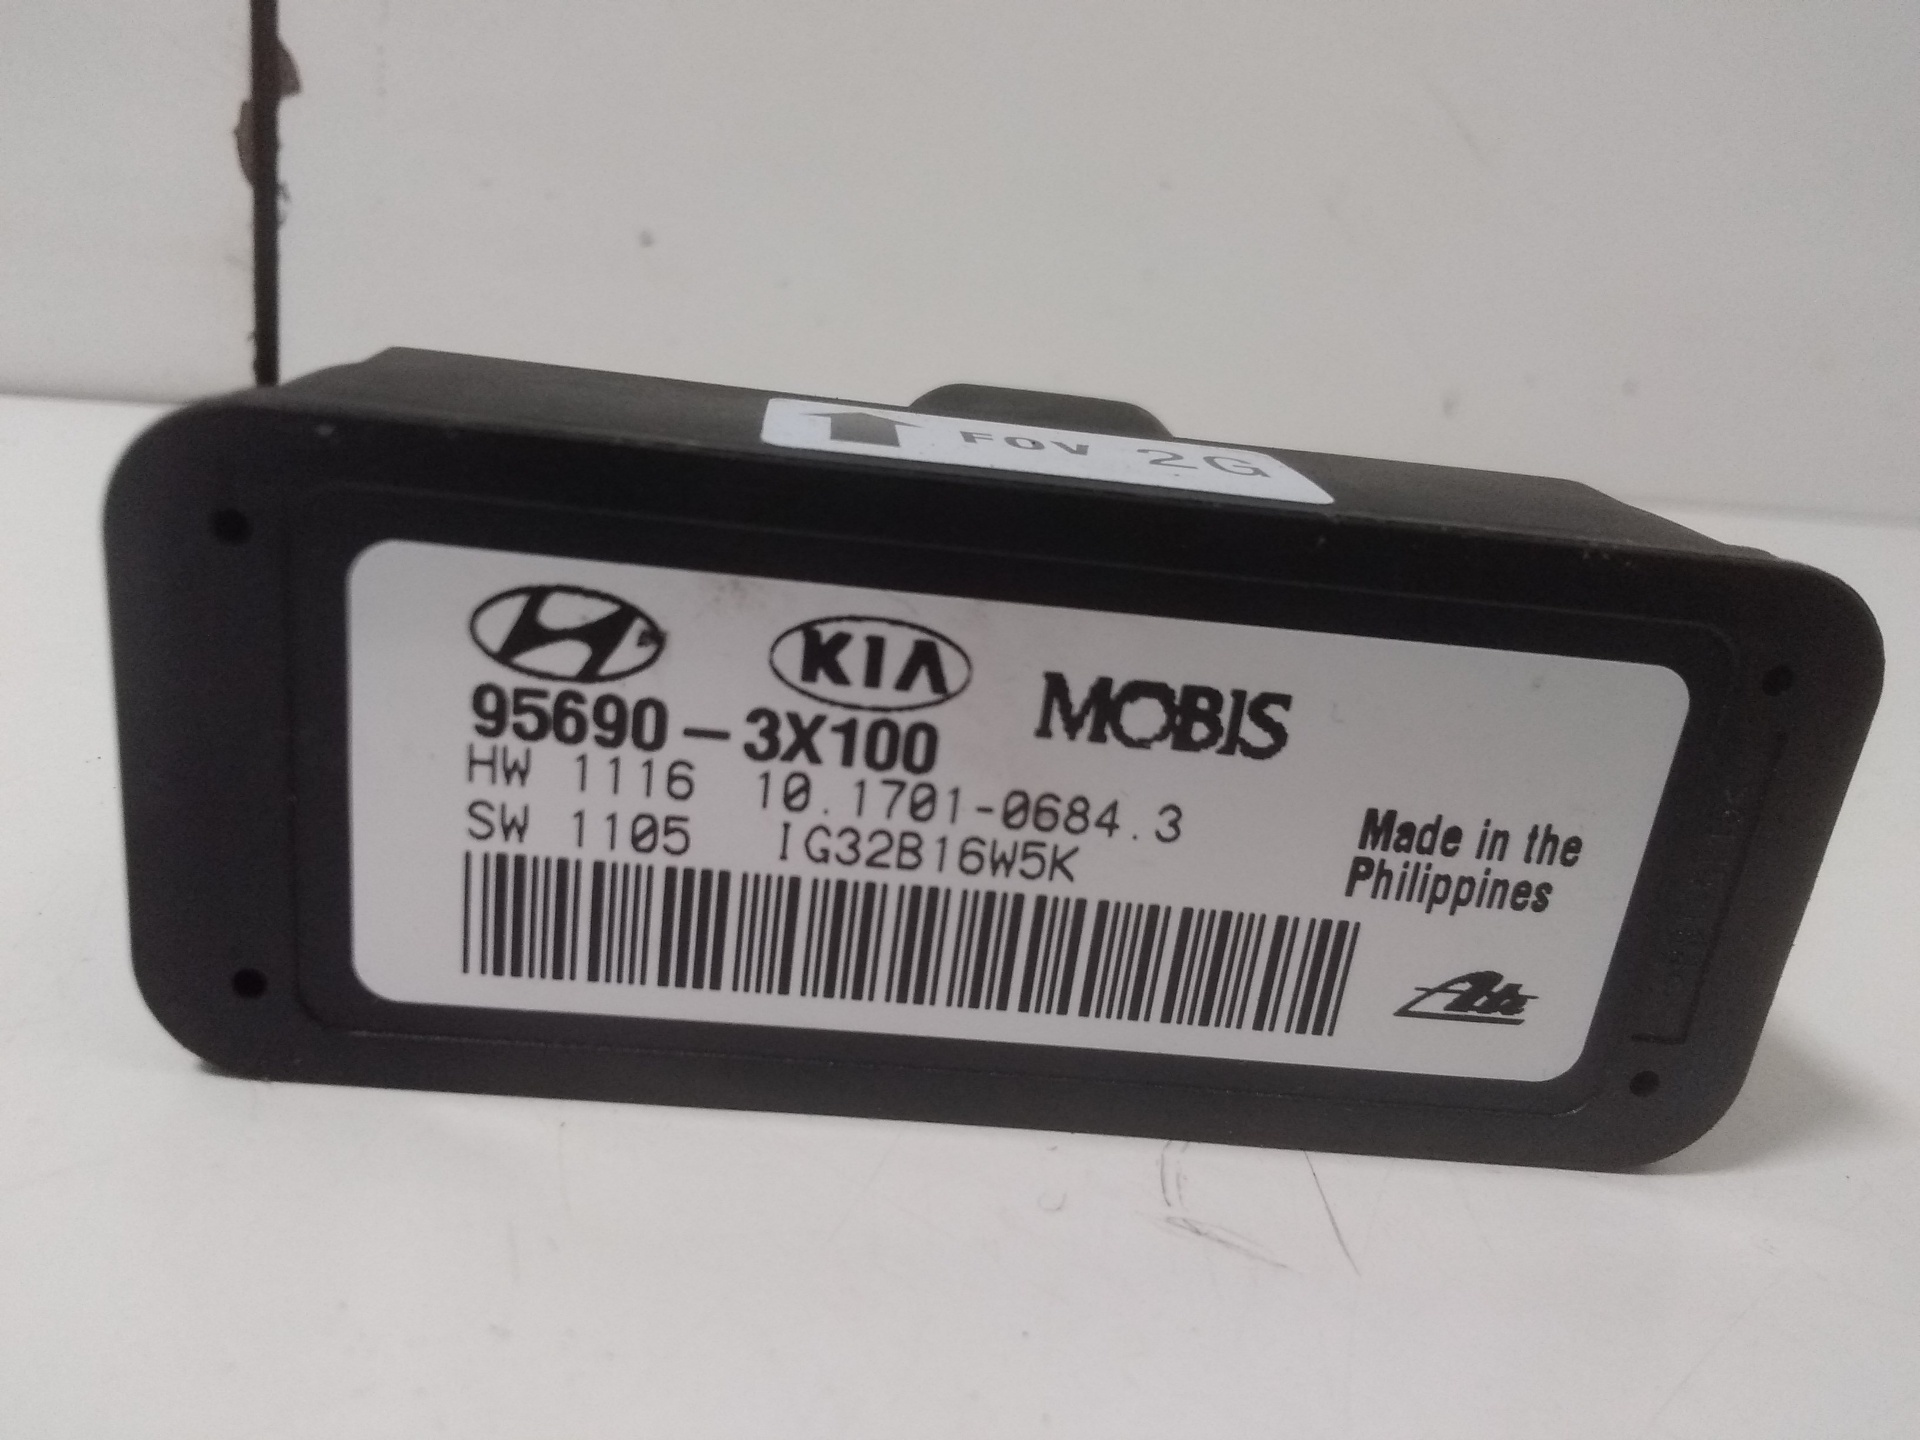 FOV 2G
KIA MOBIS
95690-3X100
HW 1116 10.1701-0684.3
SW 1105 IG32B16W5K
Made in the
Philippines
Ate